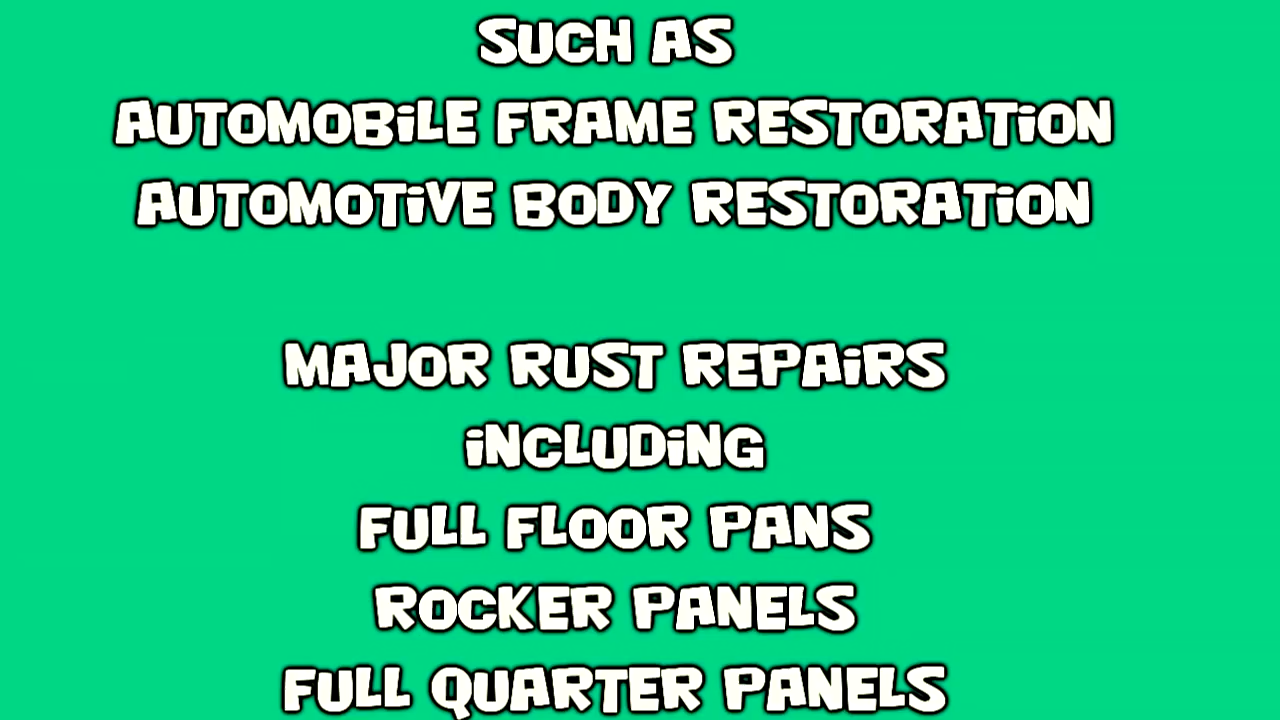 SUCH AS
AUTOMOBiLE FRAME RESTORATiON
AUTOMOTiVE BODY RESTORATiON
MAJOR RUST REPAiRS
iNCLUDiNG
FULL FLOOR PANS
ROCKER PANELS
FULL QUARTER PANELS